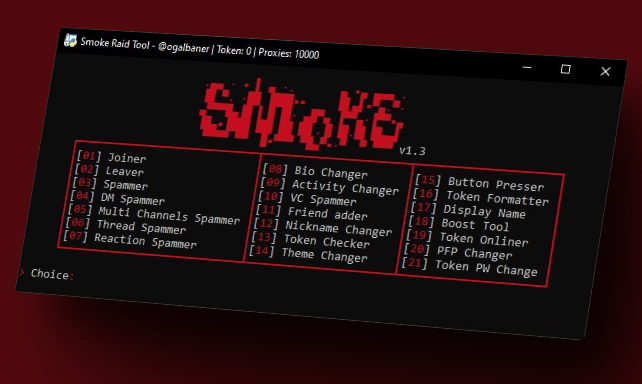 Smoke Raid Tool - @ogalbaner | Token: 0 | Proxies: 10000
SMoKE
v1.3
[01] Joiner
[02] Leaver
[03] Spammer
[04] DM Spammer
[05] Multi Channels Spammer
[06] Thread Spammer
[07] Reaction Spammer
[08] Bio Changer
[09] Activity Changer
[10] VC Spammer
[11] Friend adder
[12] Nickname Changer
[13] Token Checker
[14] Theme Changer
[15] Button Presser
[16] Token Formatter
[17] Display Name
[18] Boost Tool
[19] Token Onliner
[20] PFP Changer
[21] Token PW Change
> Choice: